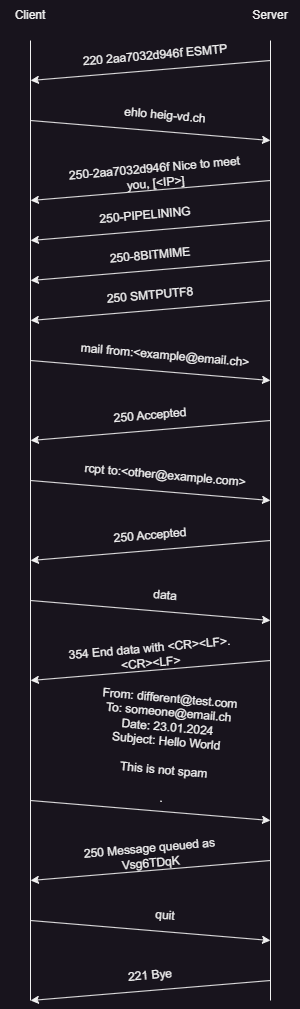 Client
Server
220 2aa7032d946f ESMTP
ehlo heig-vd.ch
250-2aa7032d946f Nice to meet
you, [<IP>]
250-PIPELINING
250-8BITMIME
250 SMTPUTF8
mail from:<example@email.ch>
250 Accepted
rcpt to:<other@example.com>
250 Accepted
data
354 End data with <CR><LF>.
<CR><LF>
From: different@test.com
To: someone@email.ch
Date: 23.01.2024
Subject: Hello World
This is not spam
.
250 Message queued as
Vsg6TDqK
quit
221 Bye